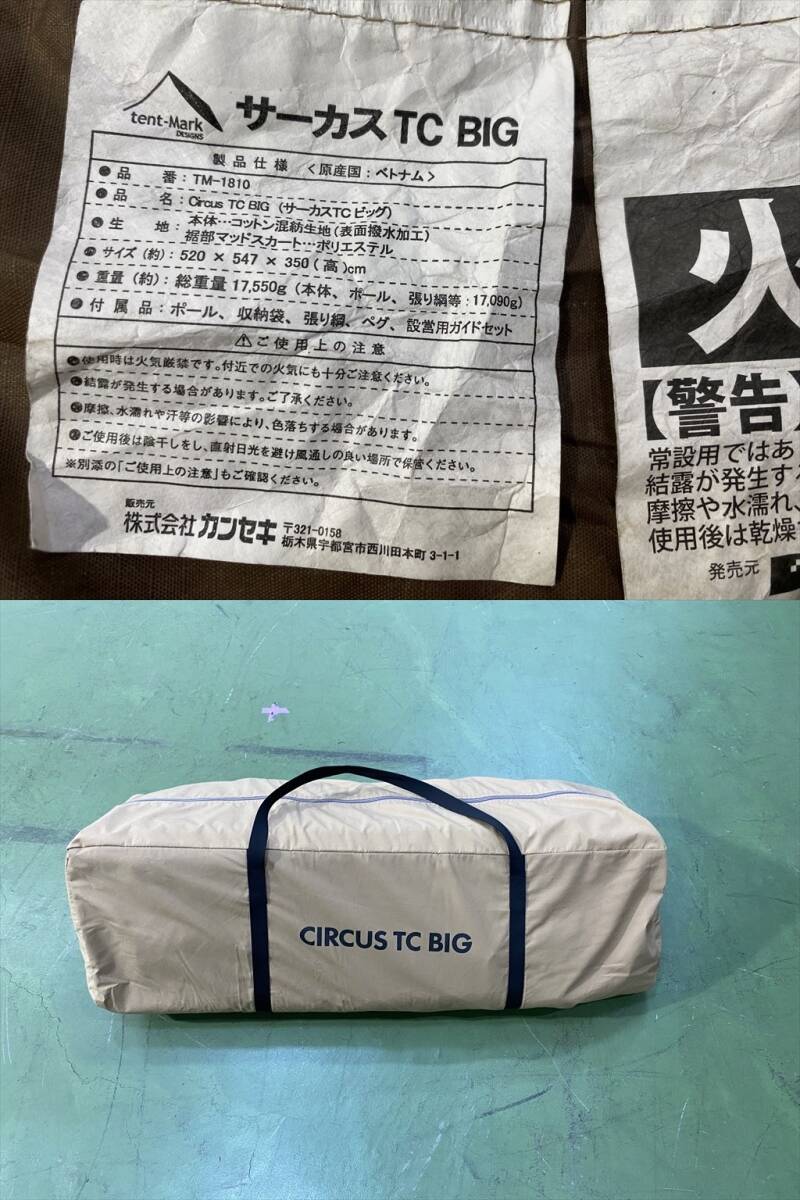 tent-Mark
DESIGNS
サーカス TC BIG
製品仕様 <原産国:ベトナム>
●品 番:TM-1810
●品 名:Circus TC BIG (サーカスTCビッグ)
●生 地:本体…コットン混紡生地(表面撥水加工)
裾部マッドスカート…ポリエステル
●サイズ(約):520 × 547 × 350(高)cm
●重量(約):総重量 17,550g(本体、ポール、張り綱等:17,090g)
●付属品:ポール、収納袋、張り綱、ペグ、設営用ガイドセット
⚠ご使用上の注意
●使用時は火気厳禁です。付近での火気にも十分ご注意ください。
●結露が発生する場合があります。ご了承ください。
●摩擦、水濡れや汗等の影響により、色落ちする場合があります。
●ご使用後は陰干しをし、直射日光を避け風通しの良い場所で保管ください。
※別添の「ご使用上の注意」もご確認ください。
販売元
株式会社 カンセキ 〒321-0158
栃木県宇都宮市西川田本町 3-1-1
火
【警告】
常設用ではあ
結露が発生す
摩擦や水濡れ、
使用後は乾燥
発売元
CIRCUS TC BIG